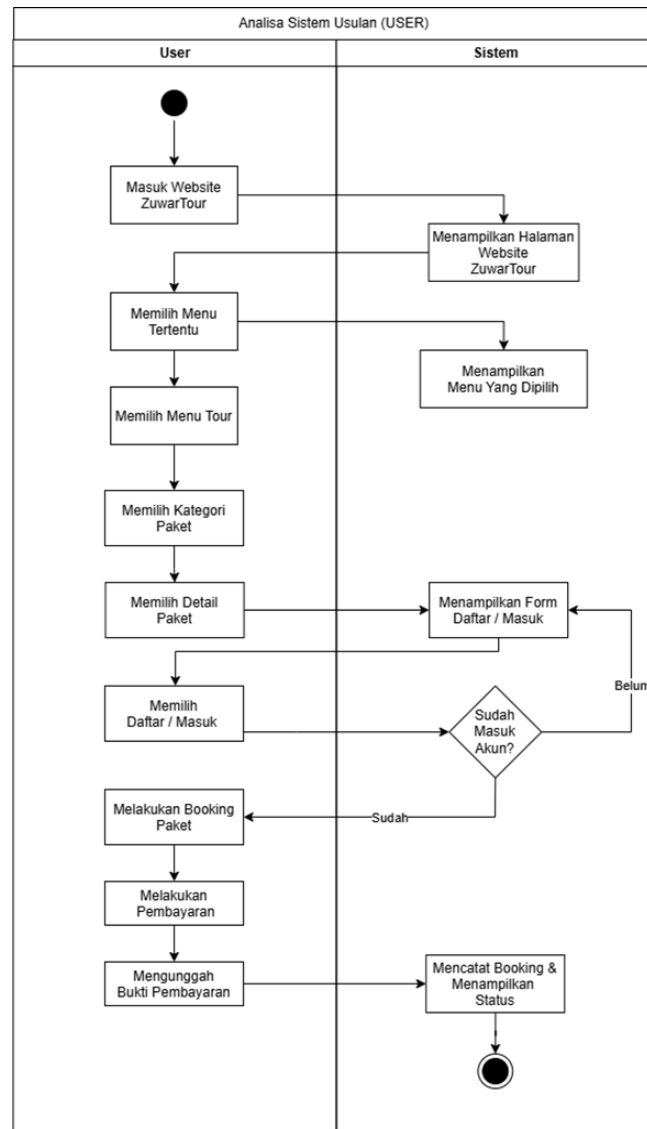 Analisa Sistem Usulan (USER)
User
Sistem
Masuk Website
ZuwarTour
Menampilkan Halaman
Website
ZuwarTour
Memilih Menu
Tertentu
Menampilkan
Menu Yang Dipilih
Memilih Menu Tour
Memilih Kategori
Paket
Memilih Detail
Paket
Menampilkan Form
Daftar / Masuk
Belum
Memilih
Daftar / Masuk
Sudah
Masuk
Akun?
Sudah
Melakukan Booking
Paket
Melakukan
Pembayaran
Mengunggah
Bukti Pembayaran
Mencatat Booking &
Menampilkan
Status